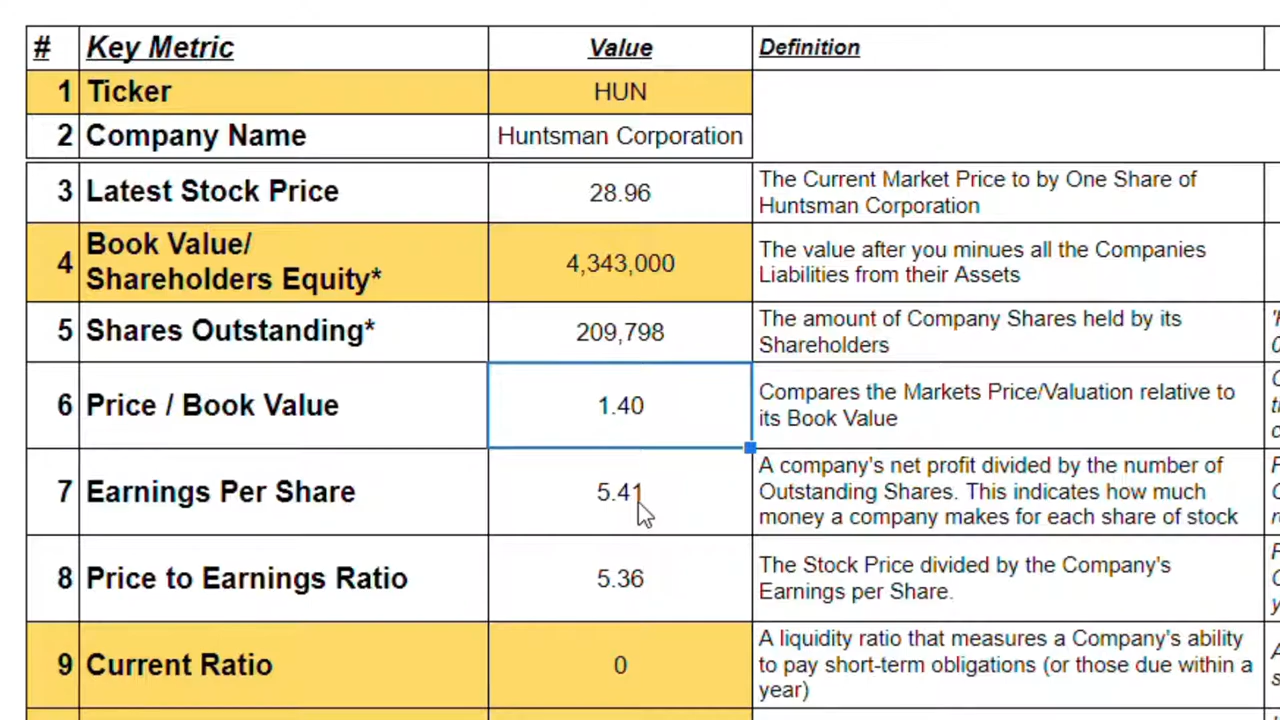 # Key Metric Value Definition
1 Ticker HUN
2 Company Name Huntsman Corporation
3 Latest Stock Price 28.96
The Current Market Price to by One Share of
Huntsman Corporation
4 Book Value/
Shareholders Equity* 4,343,000
The value after you minues all the Companies
Liabilities from their Assets
5 Shares Outstanding* 209,798
The amount of Company Shares held by its
Shareholders
6 Price / Book Value 1.40
Compares the Markets Price/Valuation relative to
its Book Value
7 Earnings Per Share 5.41
A company's net profit divided by the number of
Outstanding Shares. This indicates how much
money a company makes for each share of stock
8 Price to Earnings Ratio 5.36
The Stock Price divided by the Company's
Earnings per Share.
9 Current Ratio 0
A liquidity ratio that measures a Company's ability
to pay short-term obligations (or those due within a
year)